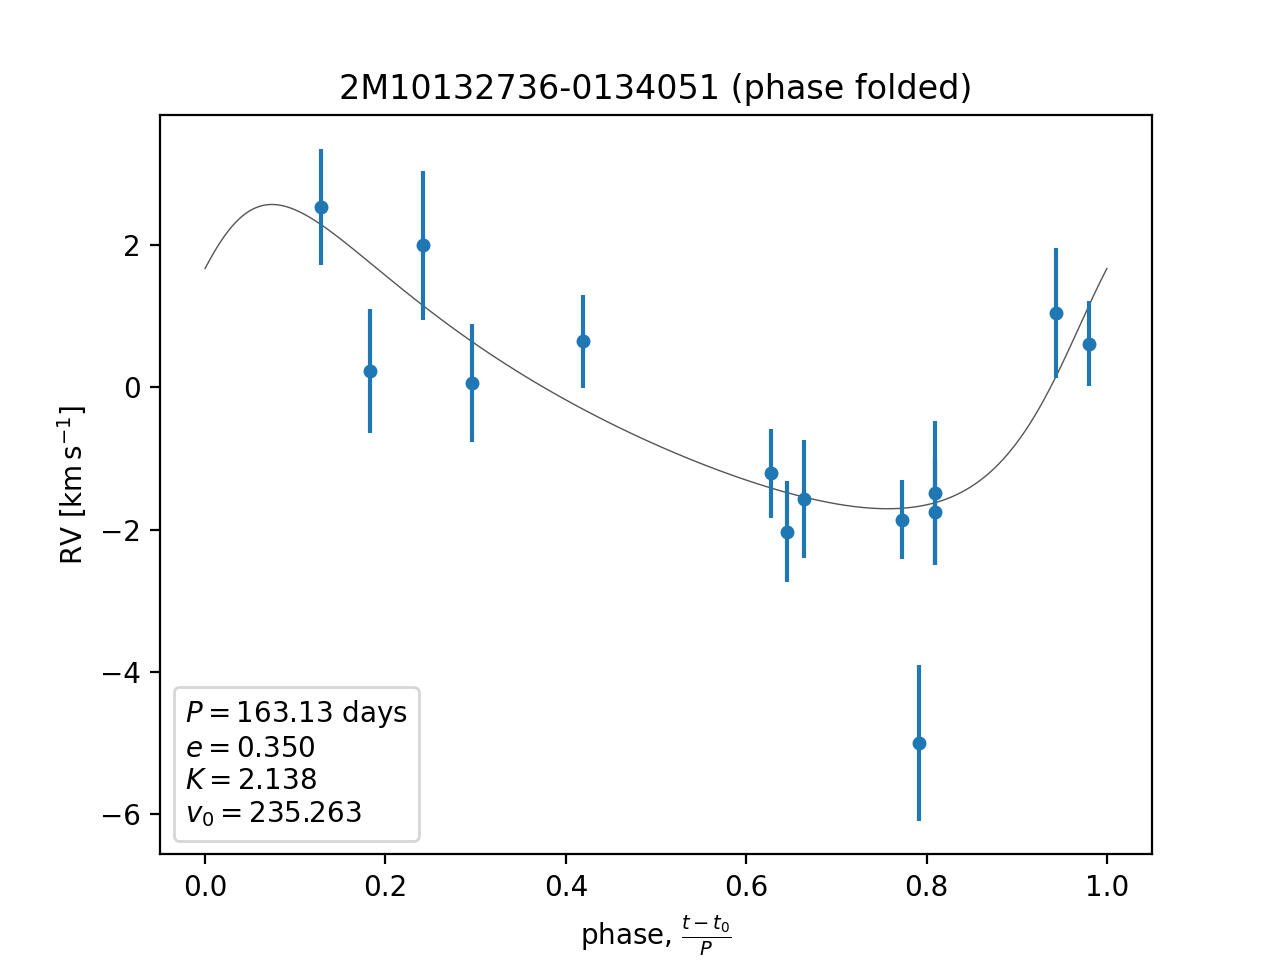 2M10132736-0134051 (phase folded)
RV [km s⁻¹]
2
0
−2
−4
−6
P = 163.13 days
e = 0.350
K = 2.138
v₀ = 235.263
0.0 0.2 0.4 0.6 0.8 1.0
phase, (t − t₀)/P